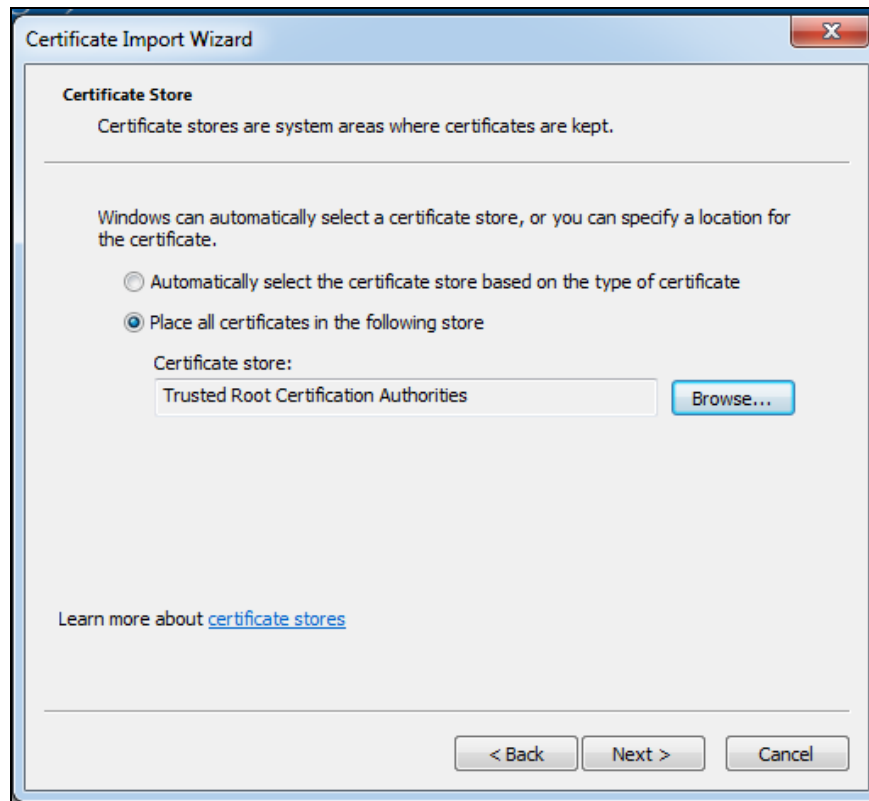 Certificate Import Wizard
Certificate Store
Certificate stores are system areas where certificates are kept.
Windows can automatically select a certificate store, or you can specify a location for
the certificate.
Automatically select the certificate store based on the type of certificate
Place all certificates in the following store
Certificate store:
Trusted Root Certification Authorities
Browse...
Learn more about certificate stores
< Back
Next >
Cancel